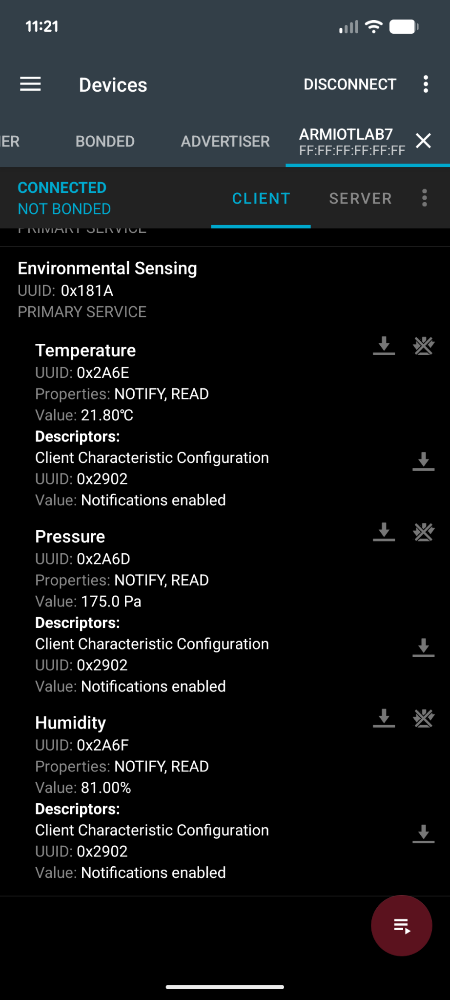 11:21
Devices
DISCONNECT
ER
BONDED
ADVERTISER
ARMIOTLAB7
FF:FF:FF:FF:FF:FF
CONNECTED
NOT BONDED
CLIENT
SERVER
PRIMARY SERVICE
Environmental Sensing
UUID: 0x181A
PRIMARY SERVICE
Temperature
UUID: 0x2A6E
Properties: NOTIFY, READ
Value: 21.80°C
Descriptors:
Client Characteristic Configuration
UUID: 0x2902
Value: Notifications enabled
Pressure
UUID: 0x2A6D
Properties: NOTIFY, READ
Value: 175.0 Pa
Descriptors:
Client Characteristic Configuration
UUID: 0x2902
Value: Notifications enabled
Humidity
UUID: 0x2A6F
Properties: NOTIFY, READ
Value: 81.00%
Descriptors:
Client Characteristic Configuration
UUID: 0x2902
Value: Notifications enabled